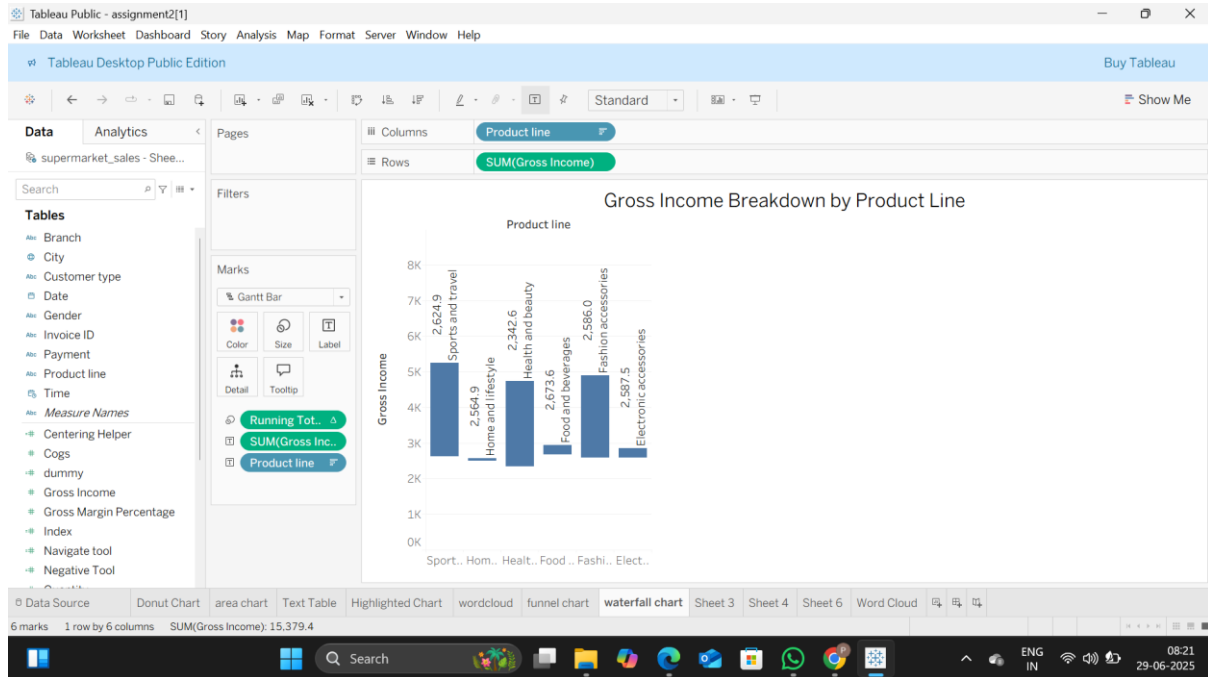 Tableau Public - assignment2[1]
File Data Worksheet Dashboard Story Analysis Map Format Server Window Help
Tableau Desktop Public Edition
Buy Tableau
Standard
Show Me
Data
Analytics
Pages
Columns
Product line
supermarket_sales - Shee...
Rows
SUM(Gross Income)
Search
Filters
Tables
Abc Branch
City
Abc Customer type
Date
Abc Gender
Abc Invoice ID
Abc Payment
Abc Product line
Time
Abc Measure Names
Centering Helper
# Cogs
dummy
# Gross Income
# Gross Margin Percentage
Index
Navigate tool
Negative Tool
Marks
Gantt Bar
Color
Size
Label
Detail
Tooltip
Running Tot.. Δ
SUM(Gross Inc..
Product line
Gross Income Breakdown by Product Line
Product line
Gross Income
8K
7K
6K
5K
4K
3K
2K
1K
0K
2,624.9
Sports and travel
2,564.9
Home and lifestyle
2,342.6
Health and beauty
2,673.6
Food and beverages
2,586.0
Fashion accessories
2,587.5
Electronic accessories
Sport.. Hom.. Healt.. Food .. Fashi.. Elect..
Data Source
Donut Chart
area chart
Text Table
Highlighted Chart
wordcloud
funnel chart
waterfall chart
Sheet 3
Sheet 4
Sheet 6
Word Cloud
6 marks 1 row by 6 columns SUM(Gross Income): 15,379.4
Search
ENG
IN
08:21
29-06-2025